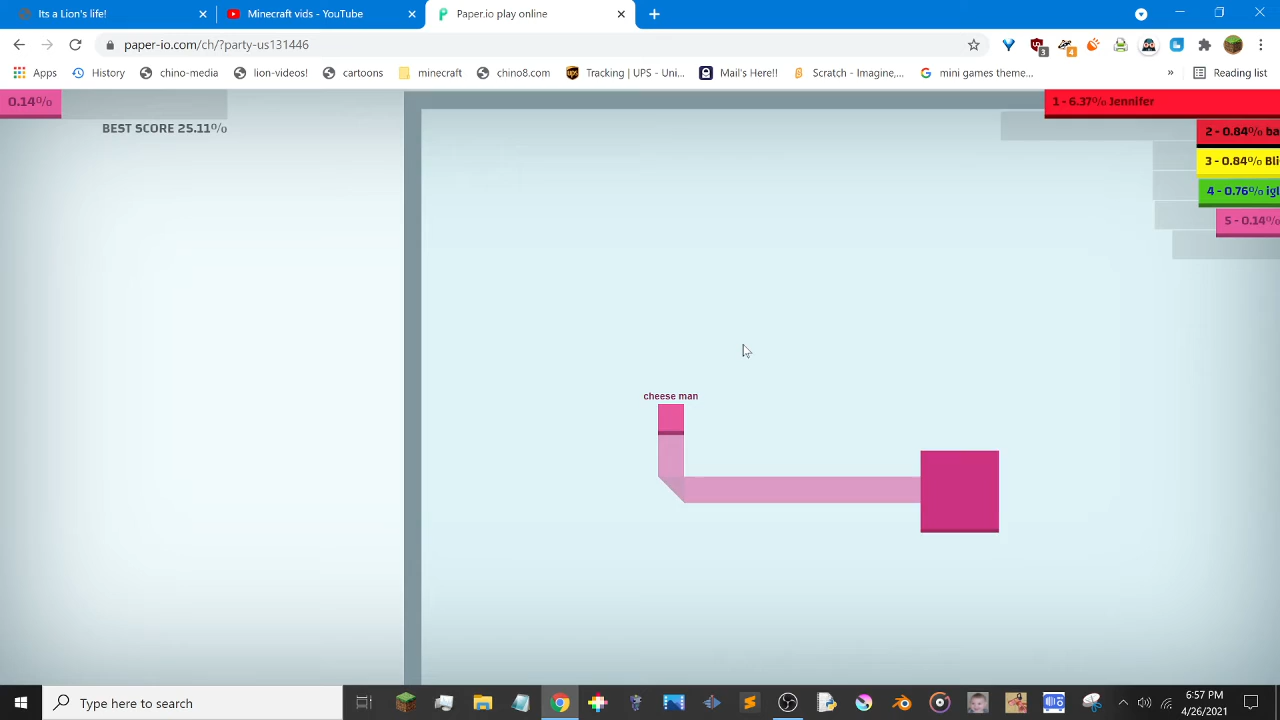 Its a Lion's life!
Minecraft vids - YouTube
Paper.io play online
paper-io.com/ch/?party-us131446
3
4
Apps
History
chino-media
lion-videos!
cartoons
minecraft
chino8.com
Tracking | UPS - Uni...
Mail's Here!!
Scratch - Imagine,...
mini games theme...
»
Reading list
0.14%
BEST SCORE 25.11%
1 - 6.37% Jennifer
2 - 0.84% ba
3 - 0.84% Bli
4 - 0.76% igl
5 - 0.14%
cheese man
Type here to search
6:57 PM
4/26/2021